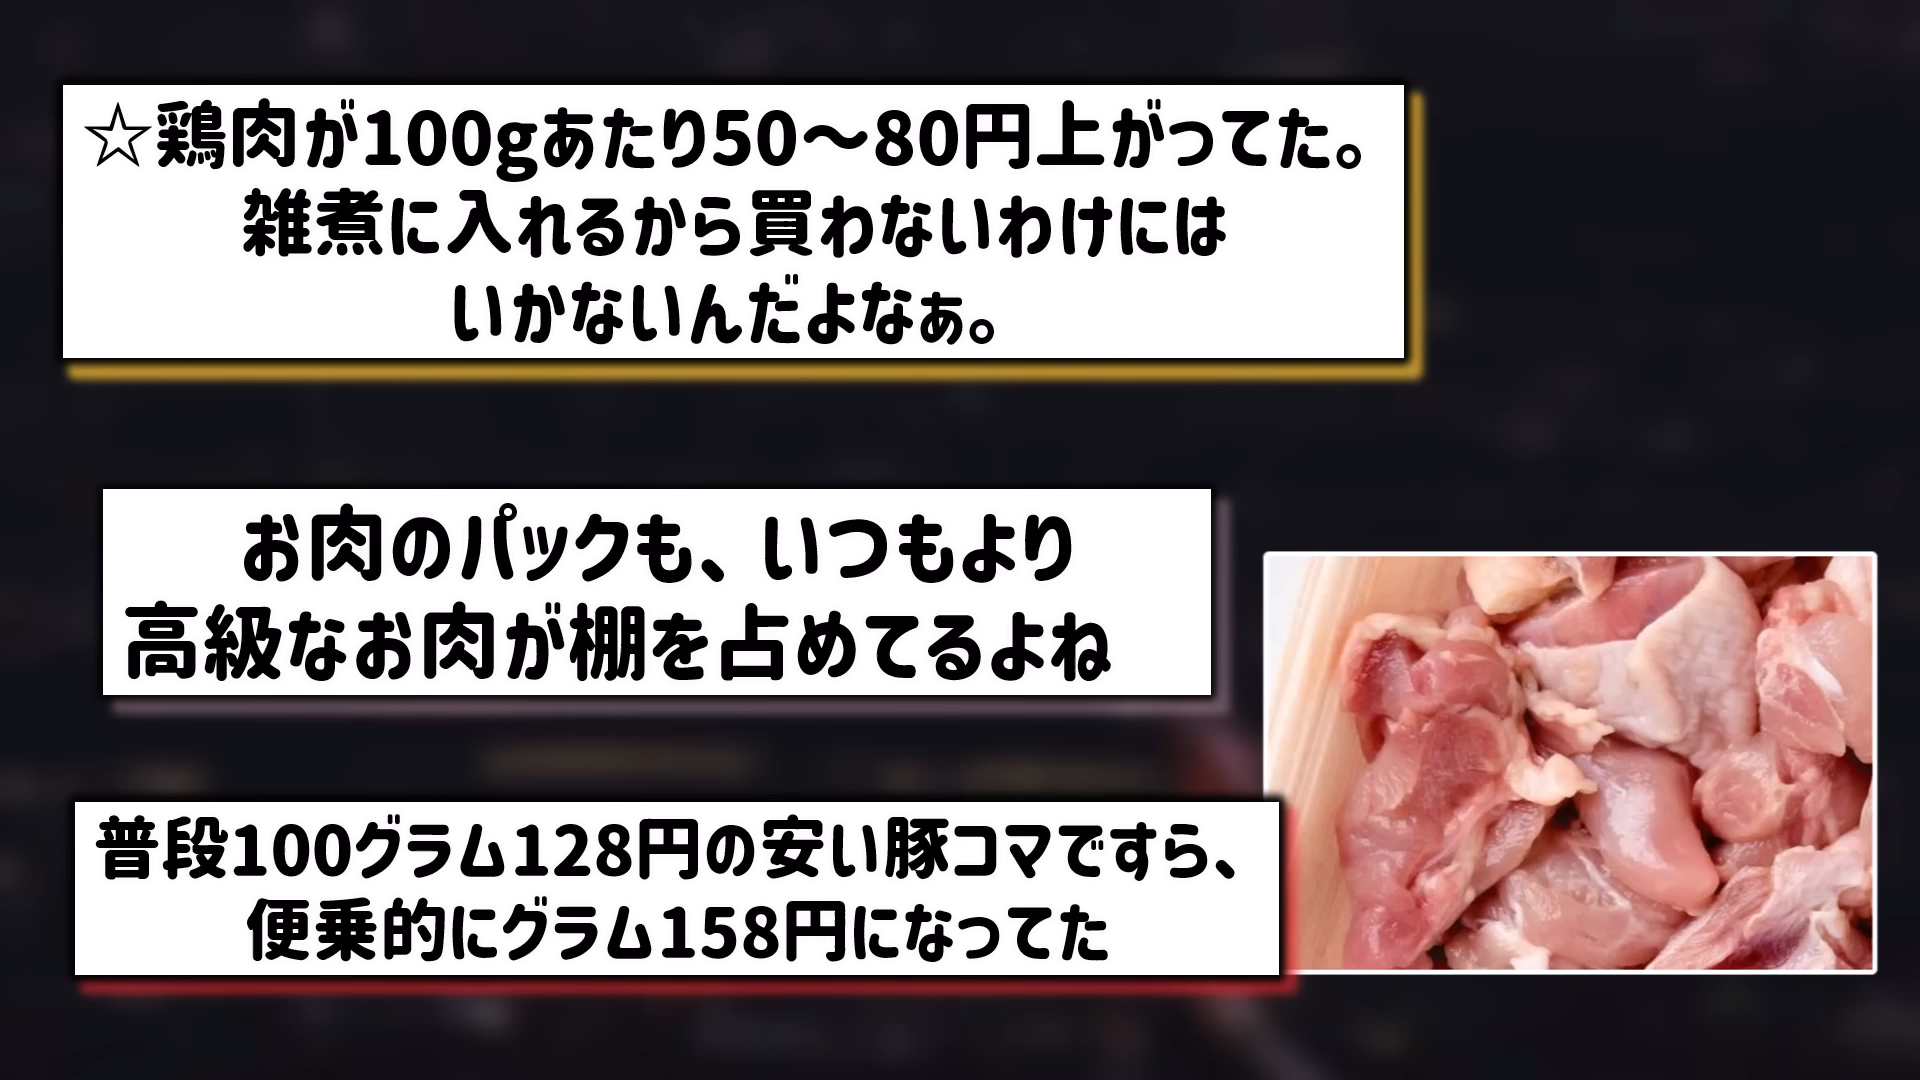 ☆鶏肉が100gあたり50～80円上がってた。
雑煮に入れるから買わないわけには
いかないんだよなぁ。
お肉のパックも、いつもより
高級なお肉が棚を占めてるよね
普段100グラム128円の安い豚コマですら、
便乗的にグラム158円になってた